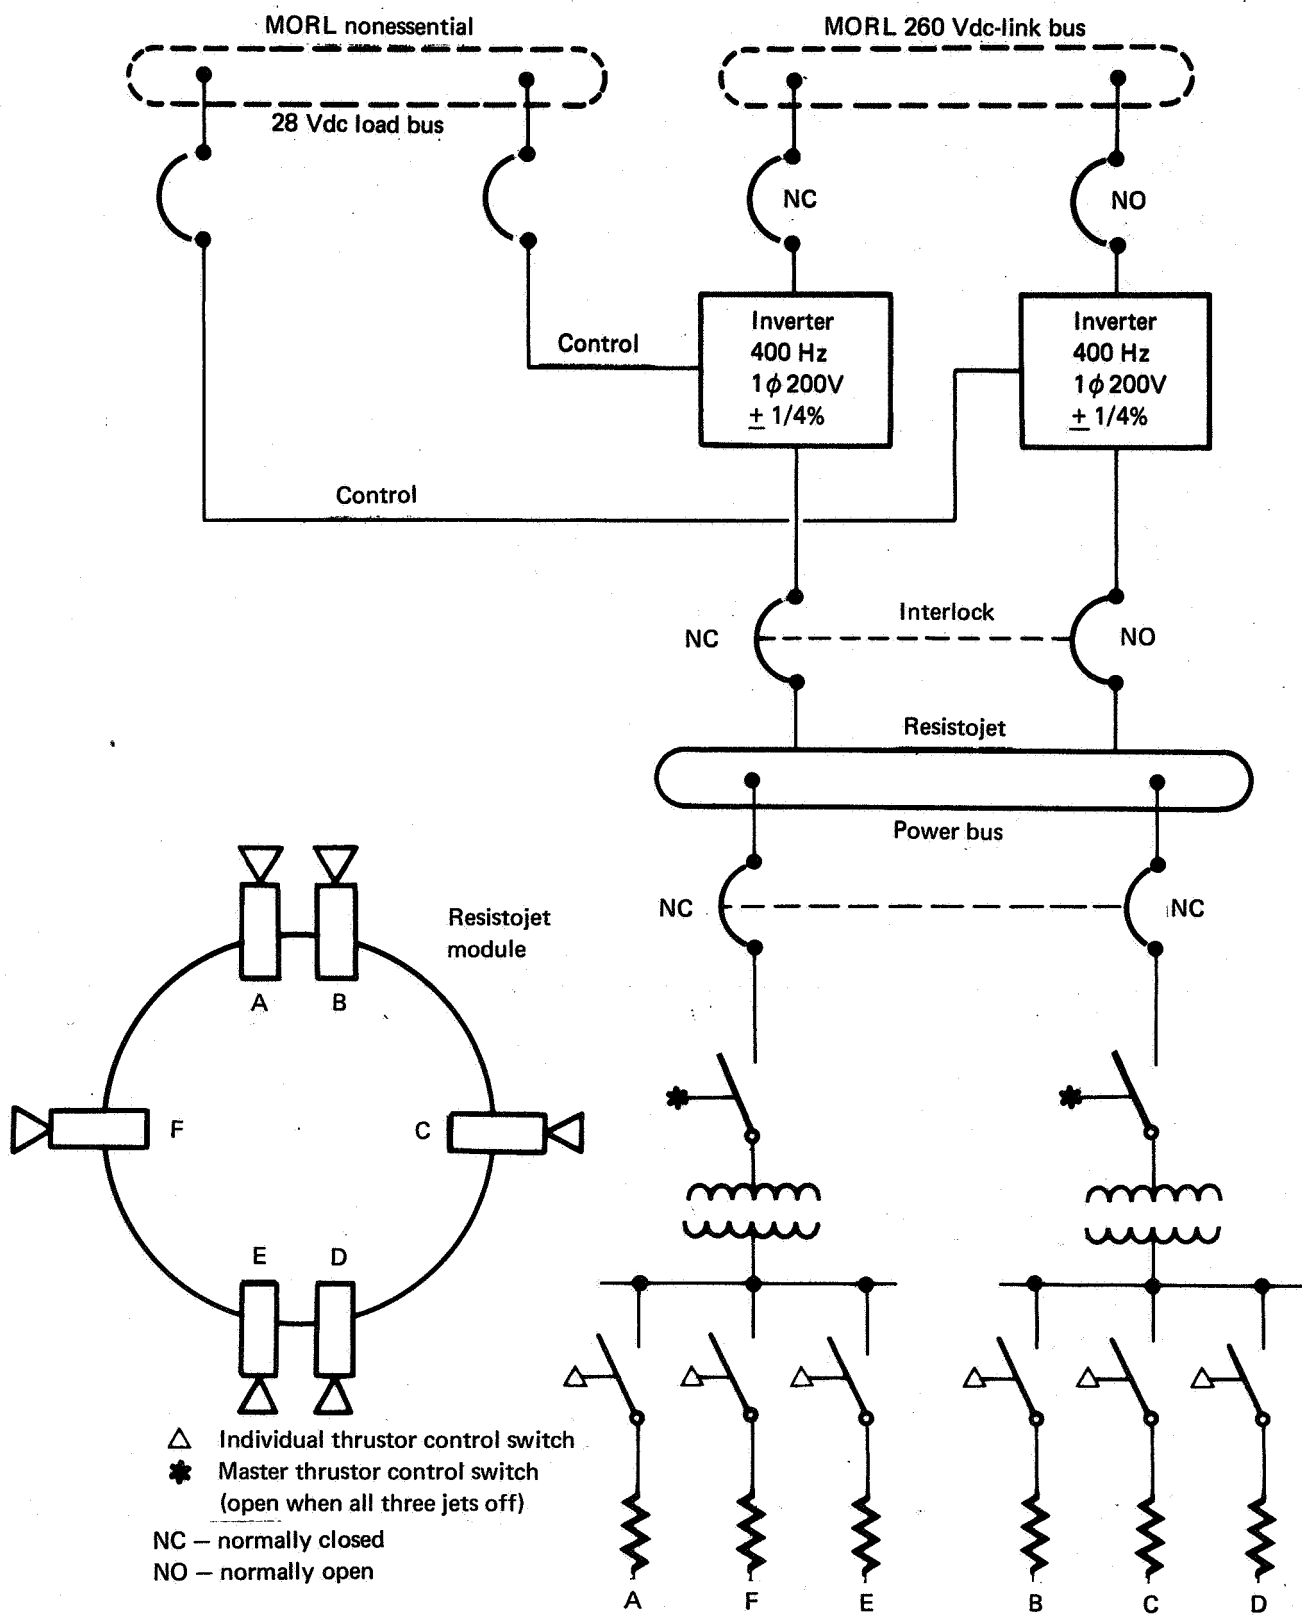 MORL nonessential
28 Vdc load bus
MORL 260 Vdc-link bus
NC
NO
Control
Inverter
400 Hz
1φ 200V
± 1/4%
Inverter
400 Hz
1φ 200V
± 1/4%
Control
NC
Interlock
NO
Resistojet
Power bus
NC
NC
Resistojet
module
A
B
F
C
E
D
△ Individual thrustor control switch
✱ Master thrustor control switch
(open when all three jets off)
NC – normally closed
NO – normally open
A
F
E
B
C
D